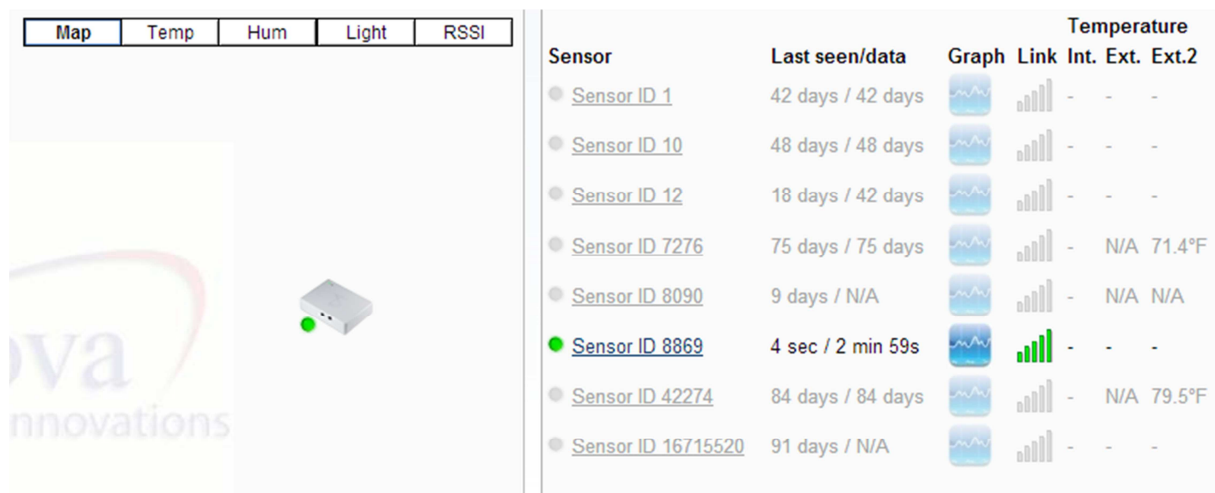 Map Temp Hum Light RSSI
ova
nnovations
Temperature
Sensor Last seen/data Graph Link Int. Ext. Ext.2
Sensor ID 1 42 days / 42 days - - -
Sensor ID 10 48 days / 48 days - - -
Sensor ID 12 18 days / 42 days - - -
Sensor ID 7276 75 days / 75 days - N/A 71.4°F
Sensor ID 8090 9 days / N/A - N/A N/A
Sensor ID 8869 4 sec / 2 min 59s - - -
Sensor ID 42274 84 days / 84 days - N/A 79.5°F
Sensor ID 16715520 91 days / N/A - - -